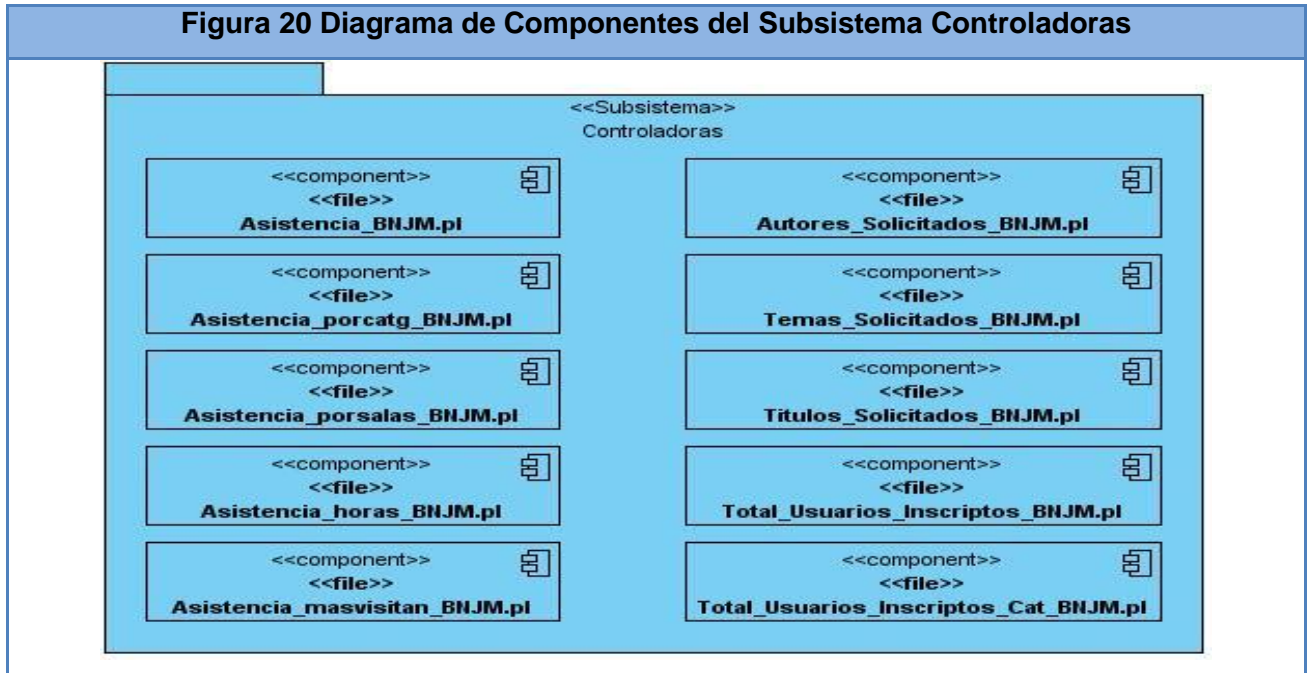 Figura 20 Diagrama de Componentes del Subsistema Controladoras
<<Subsistema>>
Controladoras
<<component>>
<<file>>
Asistencia_BNJM.pl
<<component>>
<<file>>
Autores_Solicitados_BNJM.pl
<<component>>
<<file>>
Asistencia_porcatg_BNJM.pl
<<component>>
<<file>>
Temas_Solicitados_BNJM.pl
<<component>>
<<file>>
Asistencia_porsalas_BNJM.pl
<<component>>
<<file>>
Titulos_Solicitados_BNJM.pl
<<component>>
<<file>>
Asistencia_horas_BNJM.pl
<<component>>
<<file>>
Total_Usuarios_Inscriptos_BNJM.pl
<<component>>
<<file>>
Asistencia_masvisitan_BNJM.pl
<<component>>
<<file>>
Total_Usuarios_Inscriptos_Cat_BNJM.pl